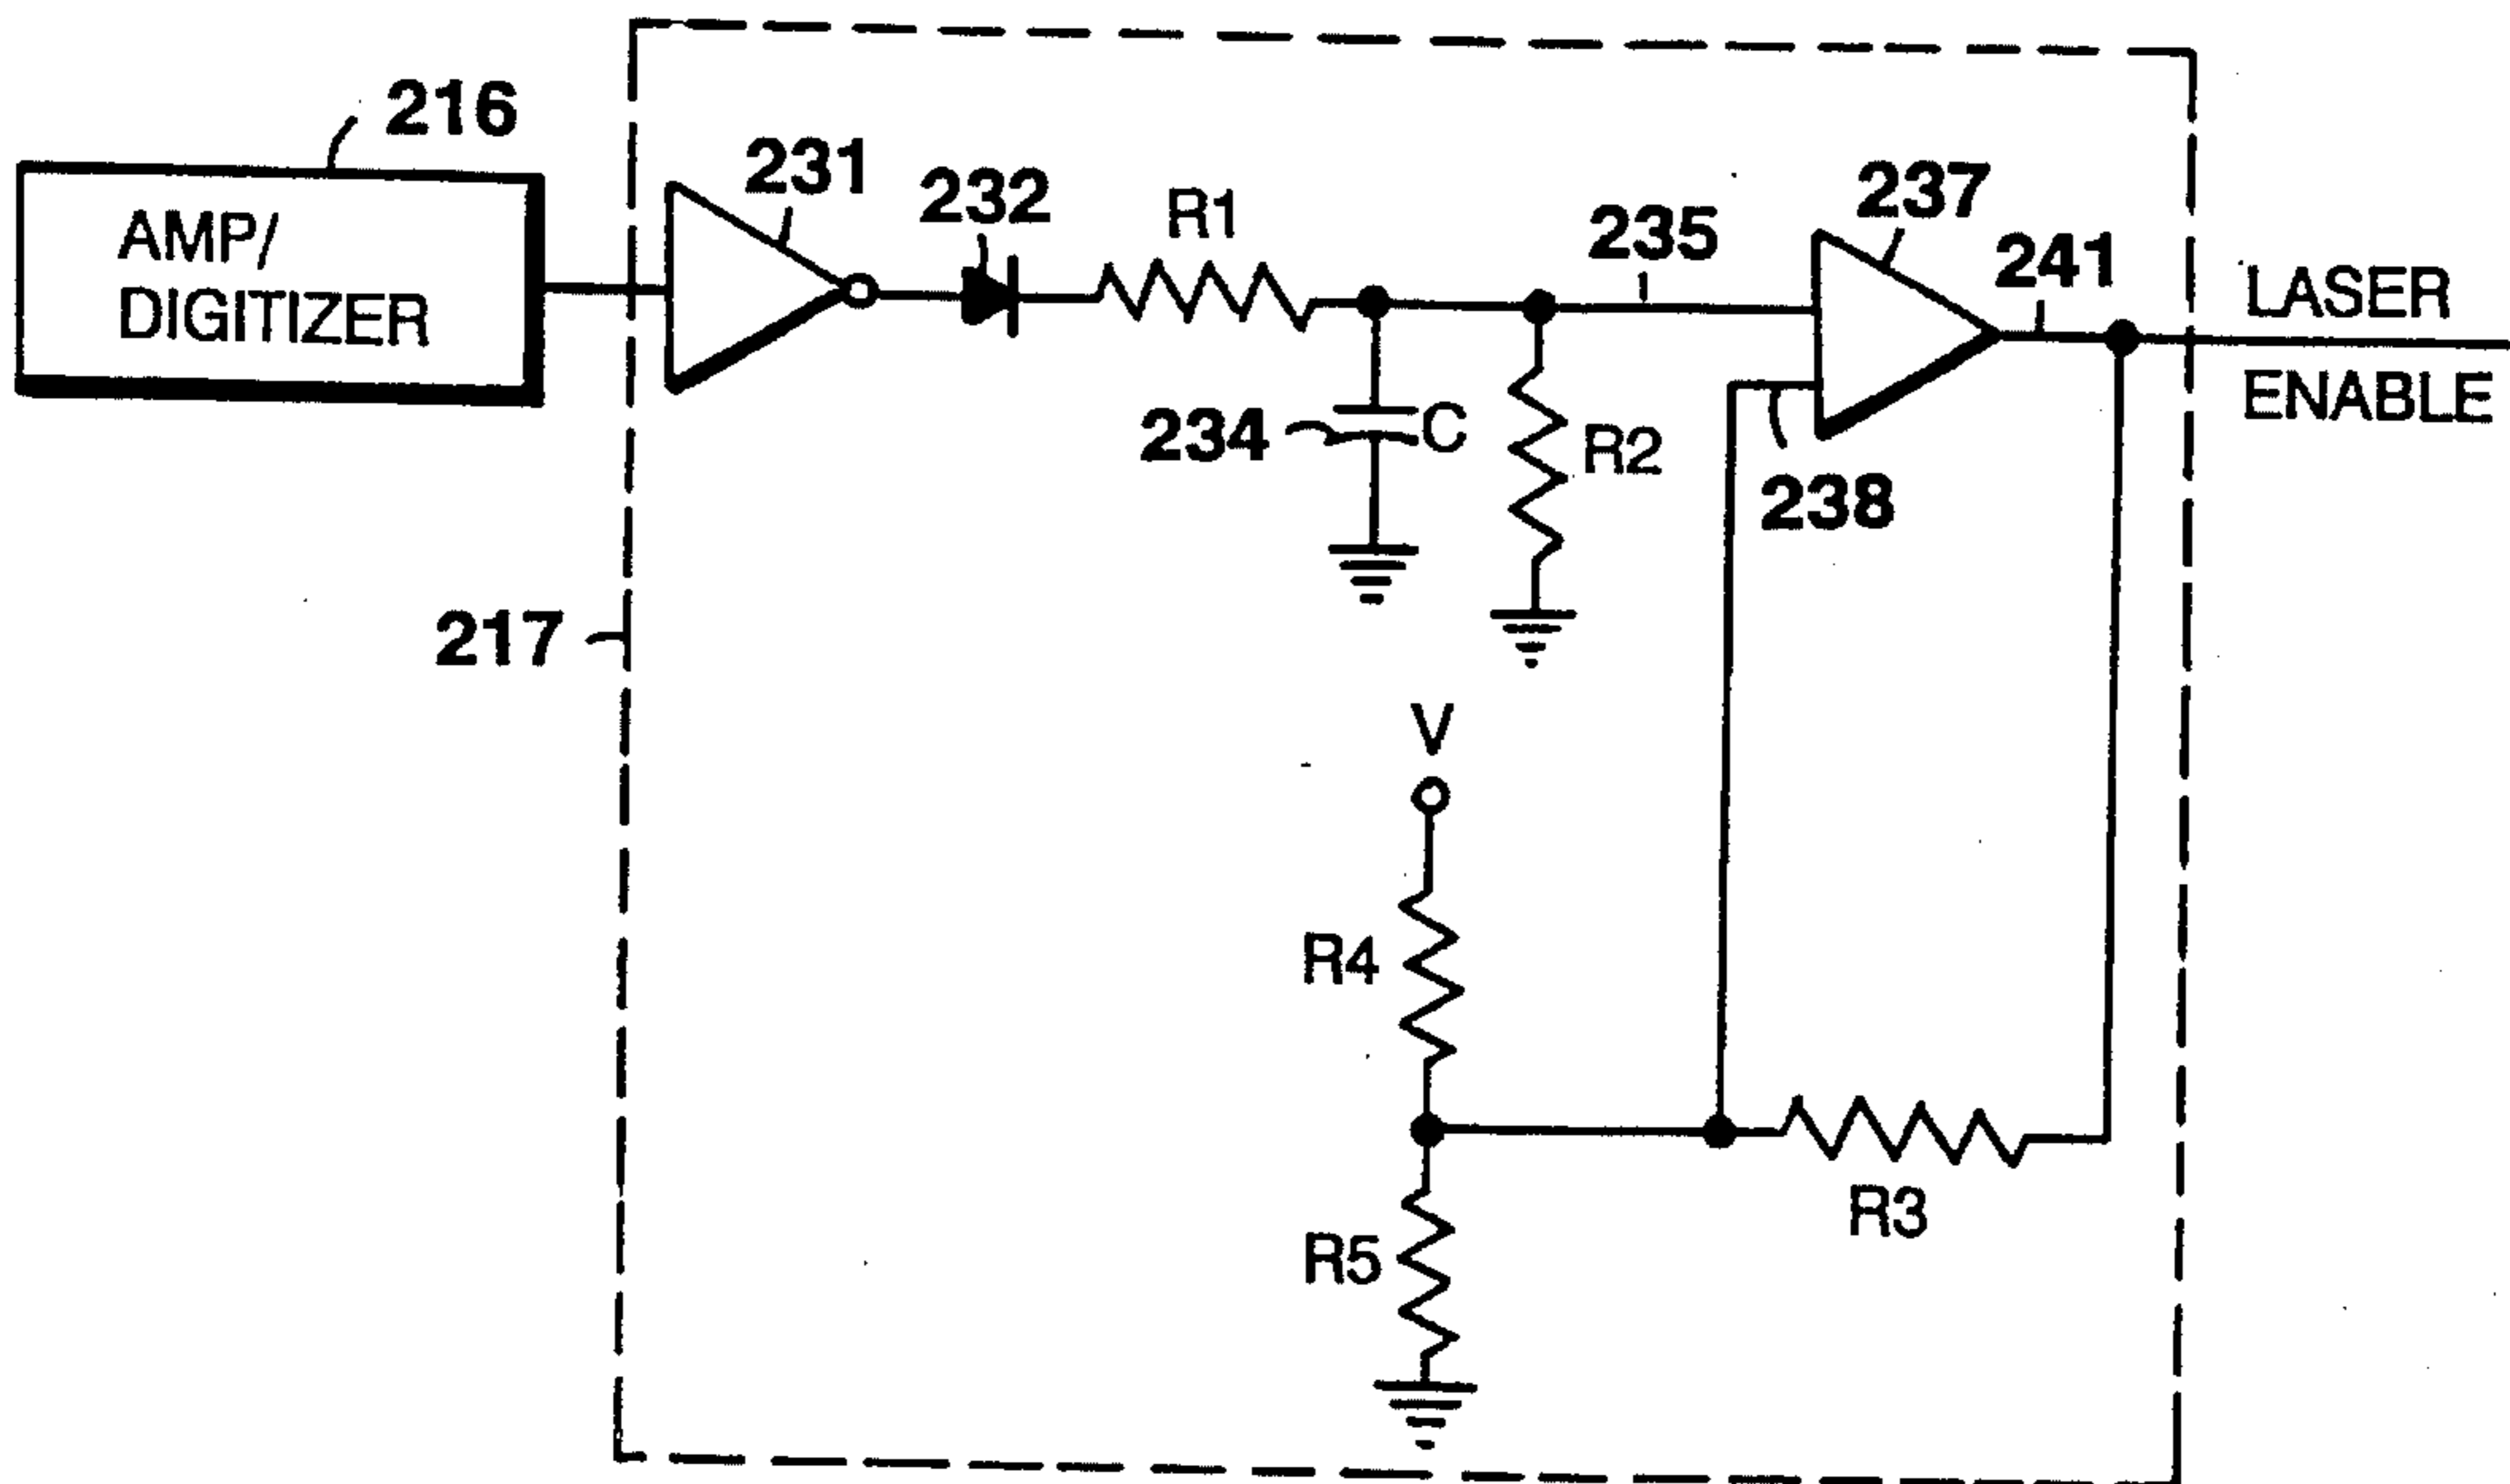 216
AMP/
DIGITIZER
231
232
R1
235
237
241
LASER
ENABLE
234
C
R2
238
217
V
R4
R3
R5